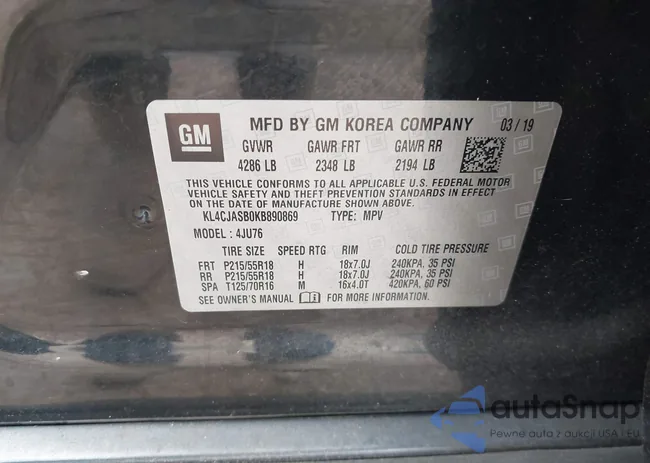 GM
MFD BY GM KOREA COMPANY 03 / 19
GVWR GAWR FRT GAWR RR
4286 LB 2348 LB 2194 LB
THIS VEHICLE CONFORMS TO ALL APPLICABLE U.S. FEDERAL MOTOR
VEHICLE SAFETY AND THEFT PREVENTION STANDARDS IN EFFECT
ON THE DATE OF MANUFACTURE SHOWN ABOVE.
KL4CJASB0KB890869 TYPE: MPV
MODEL : 4JU76
TIRE SIZE SPEED RTG RIM COLD TIRE PRESSURE
FRT P215/55R18 H 18x7.0J 240KPA, 35 PSI
RR P215/55R18 H 18x7.0J 240KPA, 35 PSI
SPA T125/70R16 M 16x4.0T 420KPA, 60 PSI
SEE OWNER'S MANUAL FOR MORE INFORMATION.
autoSnap
Pewne auta z aukcji USA i EU